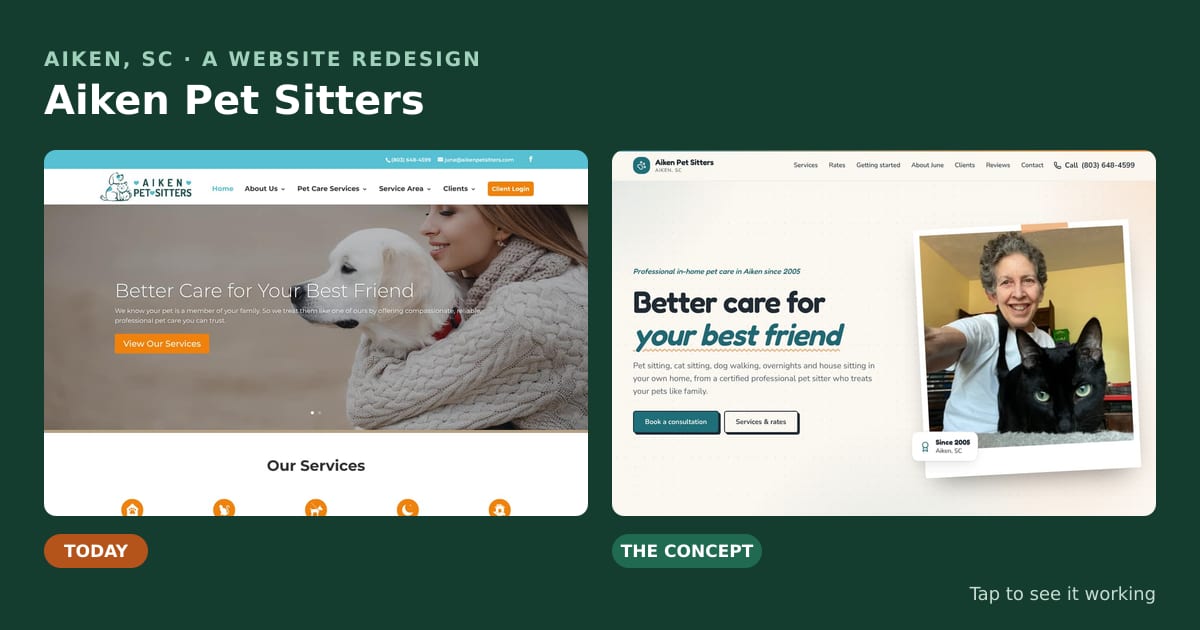 AIKEN, SC · A WEBSITE REDESIGN
Aiken Pet Sitters
(803) 648-4599
june@aikenpetsitters.com
f
AIKEN
PET SITTERS
Home
About Us
Pet Care Services
Service Area
Clients
Client Login
Better Care for Your Best Friend
We know your pet is a member of your family. So we treat them like one of ours by offering compassionate, reliable,
professional pet care you can trust.
View Our Services
Our Services
TODAY
Aiken Pet Sitters
AIKEN, SC
Services
Rates
Getting started
About June
Clients
Reviews
Contact
Call (803) 648-4599
Professional in-home pet care in Aiken since 2005
Better care for
your best friend
Pet sitting, cat sitting, dog walking, overnights and house sitting in
your own home, from a certified professional pet sitter who treats
your pets like family.
Book a consultation
Services & rates
Since 2005
Aiken, SC
THE CONCEPT
Tap to see it working